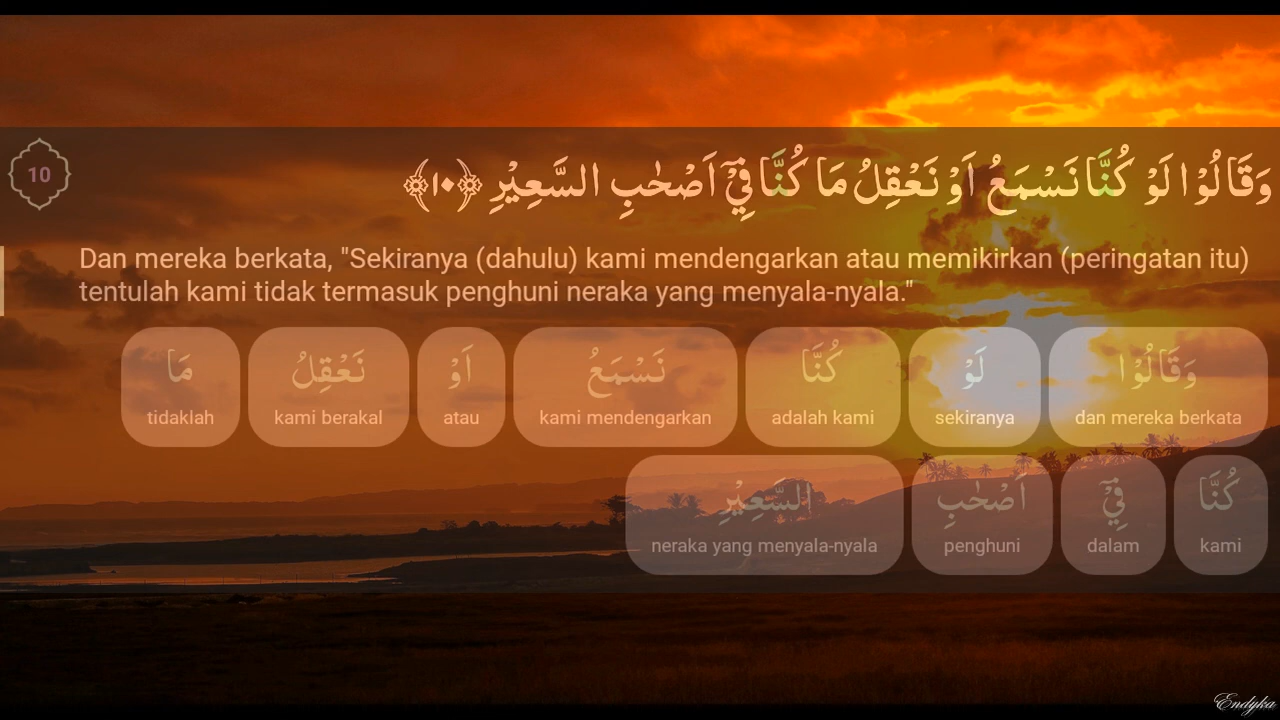 10
وَقَالُوْا لَوْ كُنَّا نَسْمَعُ اَوْ نَعْقِلُ مَا كُنَّا فِيْٓ اَصْحٰبِ السَّعِيْرِ ﴿١٠﴾
Dan mereka berkata, "Sekiranya (dahulu) kami mendengarkan atau memikirkan (peringatan itu)
tentulah kami tidak termasuk penghuni neraka yang menyala-nyala."
وَقَالُوْا لَوْ كُنَّا نَسْمَعُ اَوْ نَعْقِلُ مَا
dan mereka berkata sekiranya adalah kami kami mendengarkan atau kami berakal tidaklah
كُنَّا فِيْٓ اَصْحٰبِ السَّعِيْرِ
kami dalam penghuni neraka yang menyala-nyala
Endyka